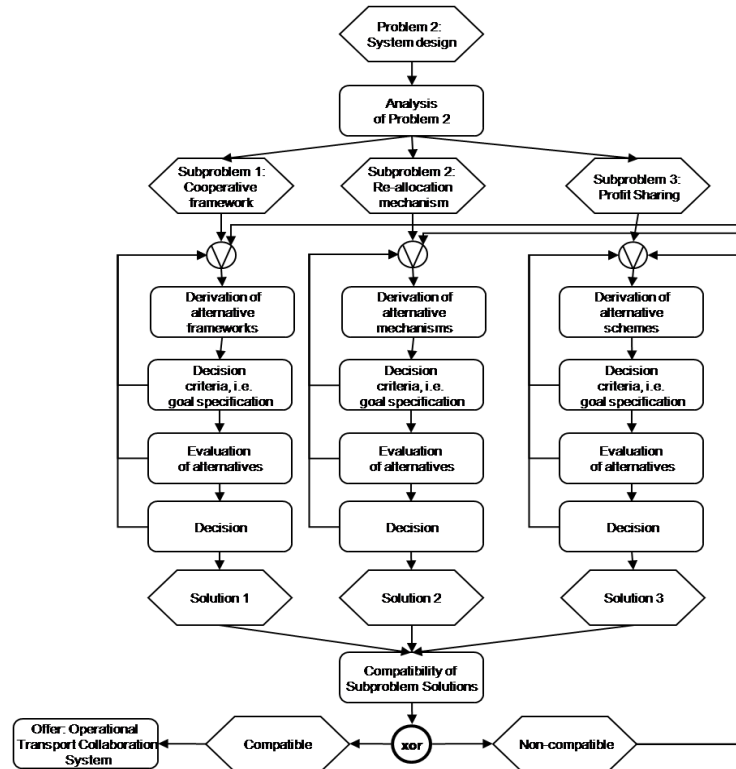 Problem 2:
System design
Analysis
of Problem 2
Subproblem 1:
Cooperative
framework
Subproblem 2:
Re-allocation
mechanism
Subproblem 3:
Profit Sharing
V
V
V
Derivation of
alternative
frameworks
Derivation of
alternative
mechanisms
Derivation of
alternative
schemes
Decision
criteria, i.e.
goal specification
Decision
criteria, i.e.
goal specification
Decision
criteria, i.e.
goal specification
Evaluation
of alternatives
Evaluation
of alternatives
Evaluation
of alternatives
Decision
Decision
Decision
Solution 1
Solution 2
Solution 3
Compatibility of
Subproblem Solutions
Offer: Operational
Transport Collaboration
System
Compatible
xor
Non-compatible